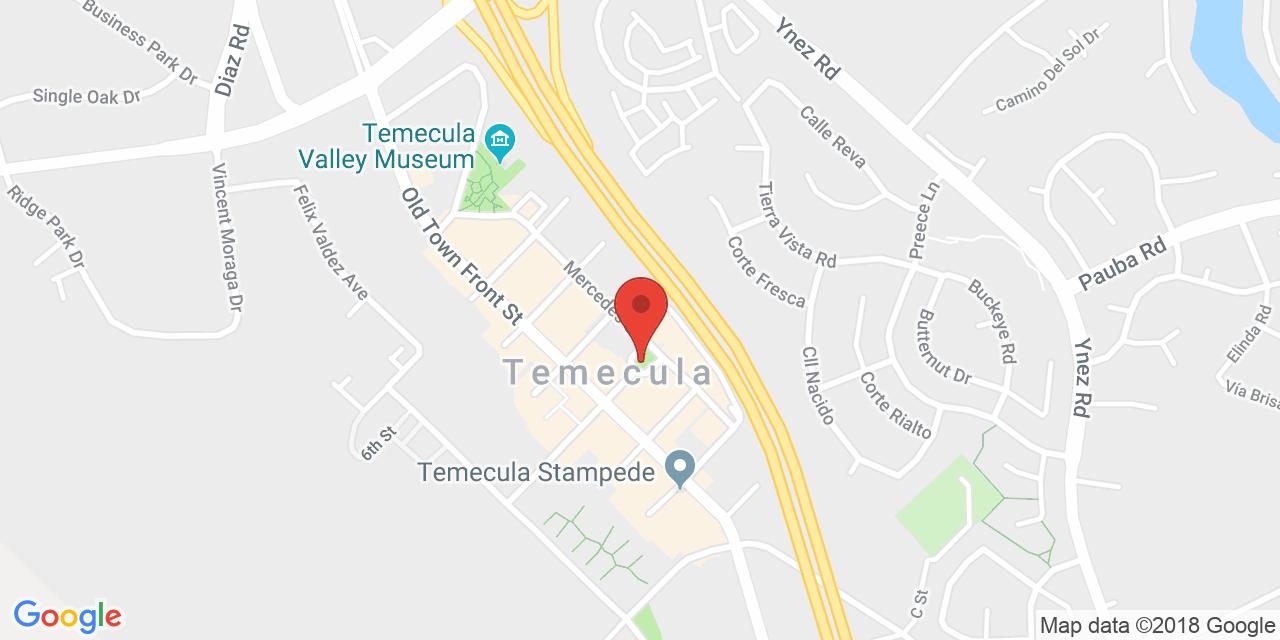 Business Park Dr
Diaz Rd
Single Oak Dr
Ynez Rd
Camino Del Sol Dr
Calle Reva
Temecula
Valley Museum
Vincent Moraga Dr
Felix Valdez Ave
Ridge Park Dr
Old Town Front St
Mercedes
Tierra Vista Rd
Preece Ln
Corte Fresca
Pauba Rd
Buckeye Rd
Butternut Dr
Elinda Rd
Cll Nacido
Corte Rialto
Ynez Rd
Vía Brisa
Temecula
6th St
Temecula Stampede
C St
Google
Map data ©2018 Google